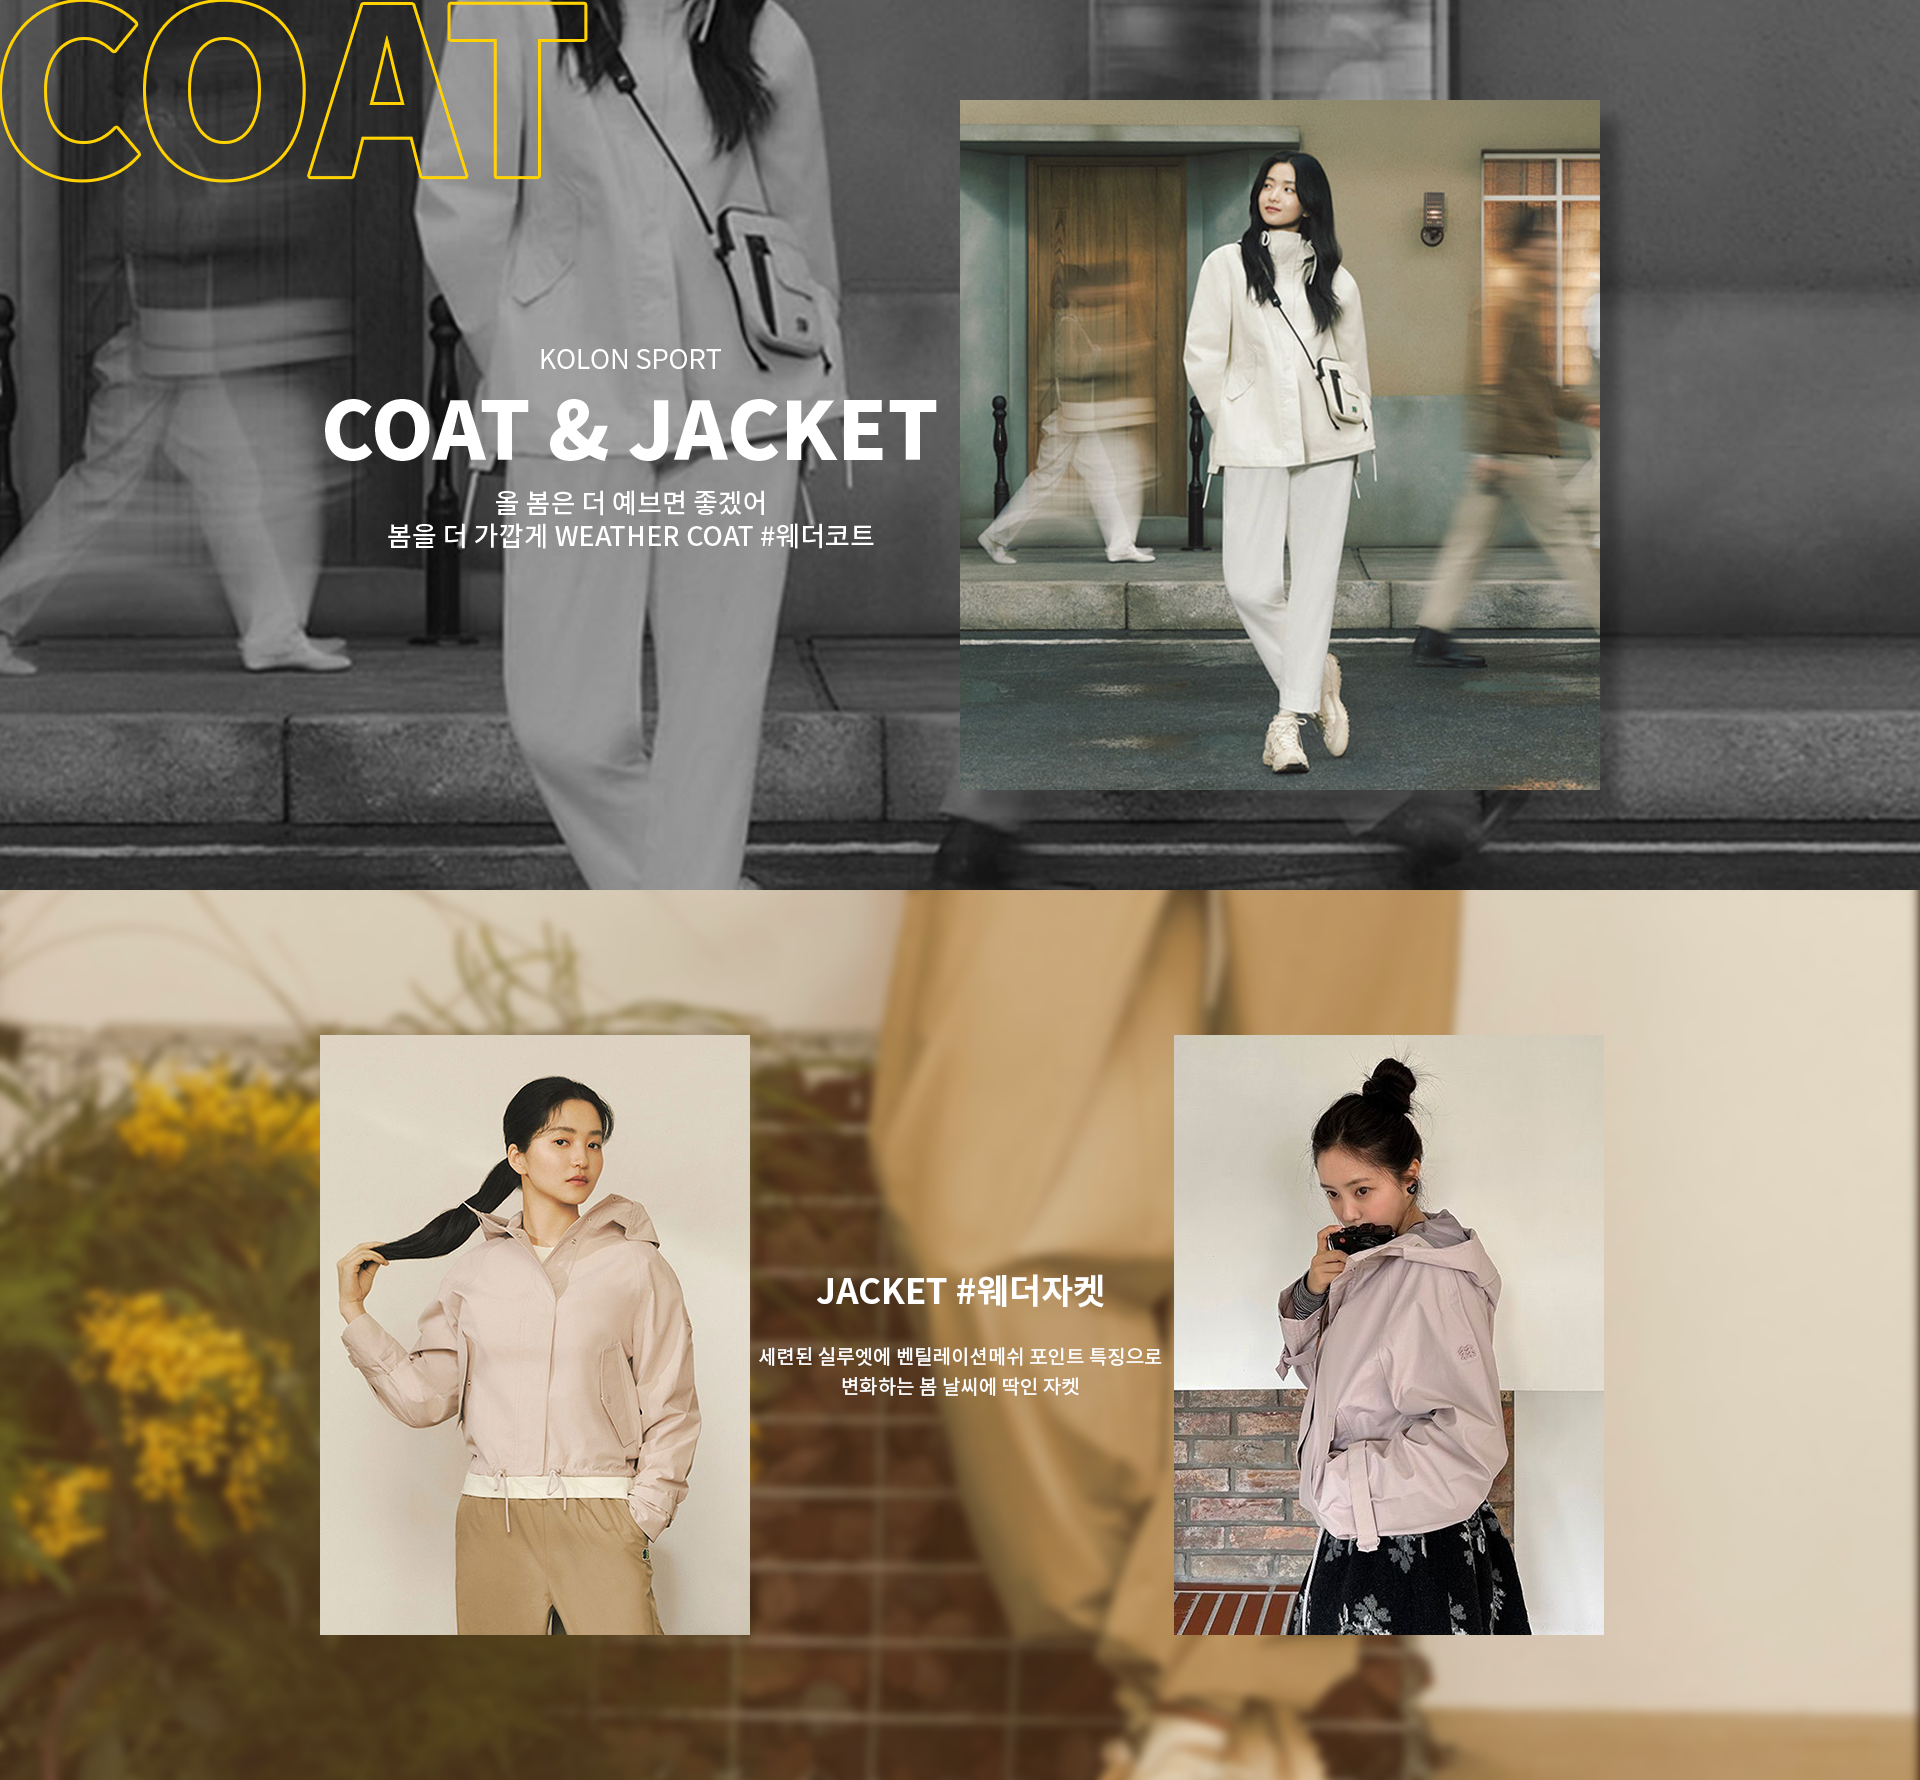 COAT
KOLON SPORT
COAT & JACKET
올 봄은 더 예브면 좋겠어
봄을 더 가깝게 WEATHER COAT #웨더코트
JACKET #웨더자켓
세련된 실루엣에 벤틸레이션메쉬 포인트 특징으로
변화하는 봄 날씨에 딱인 자켓